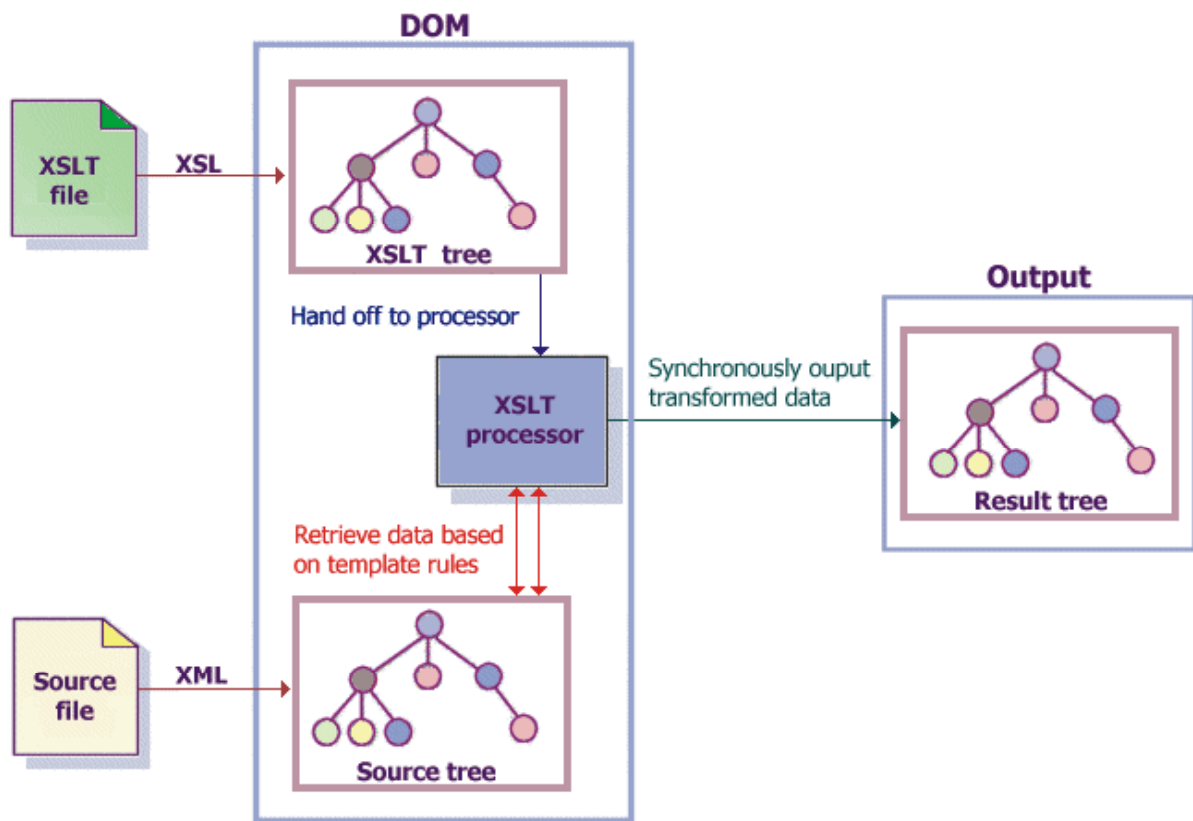 DOM
XSLT
file
XSL
XSLT  tree
Hand off to processor
XSLT
processor
Synchronously ouput
transformed data
Output
Result tree
Retrieve data based
on template rules
Source
file
XML
Source tree